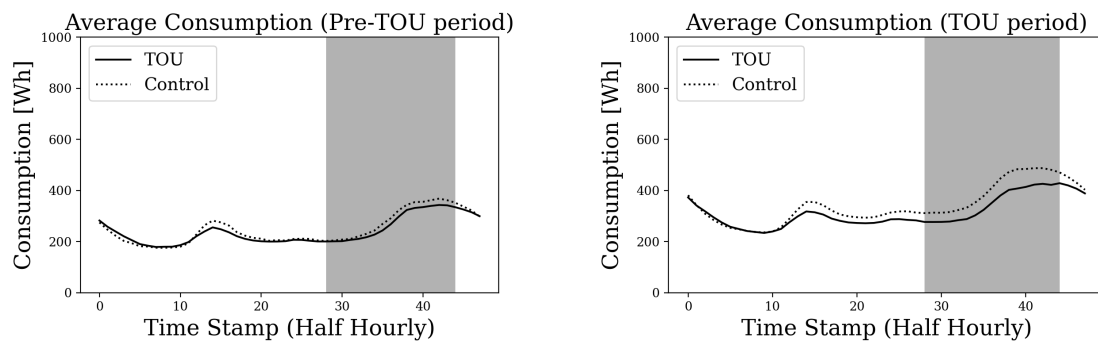 Average Consumption (Pre-TOU period)
Consumption [Wh]
1000
800
600
400
200
0
TOU
Control
0 10 20 30 40
Time Stamp (Half Hourly)
Average Consumption (TOU period)
Consumption [Wh]
1000
800
600
400
200
0
TOU
Control
0 10 20 30 40
Time Stamp (Half Hourly)